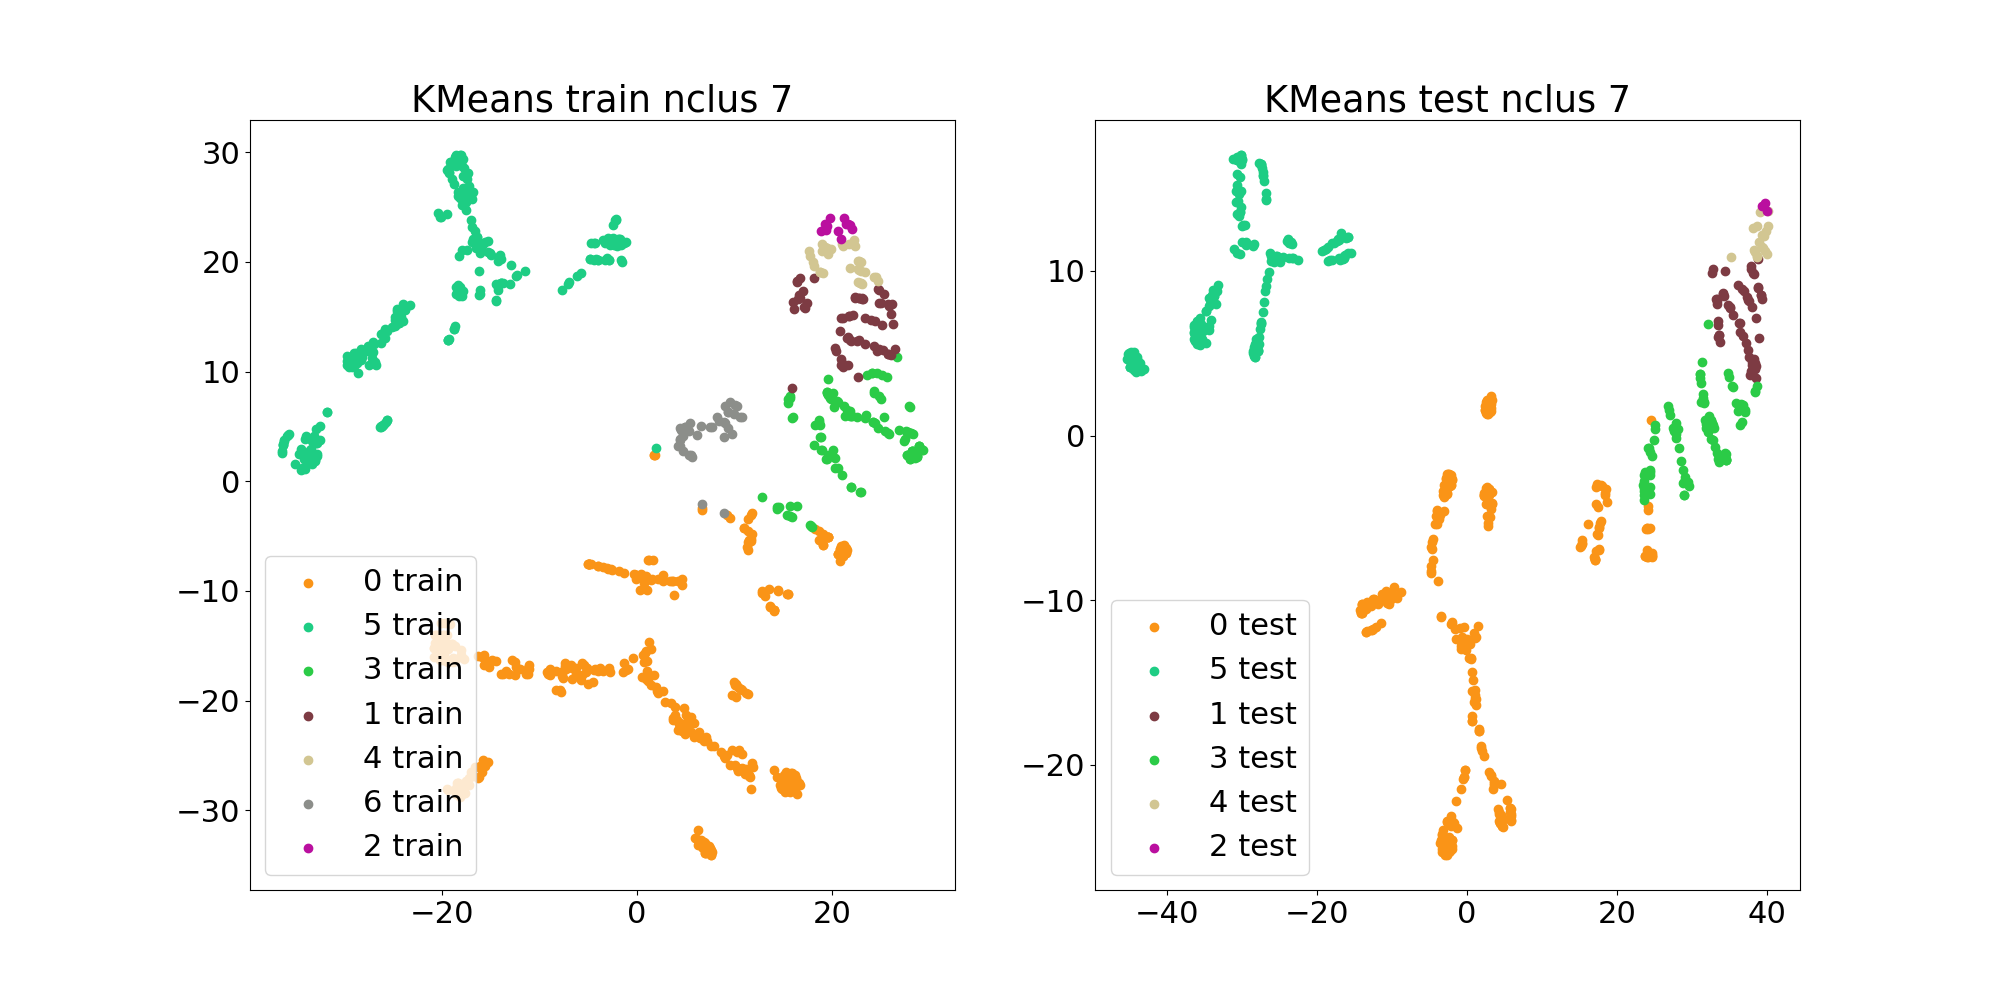 KMeans train nclus 7
30
20
10
0
−10
−20
−30
−20
0
20
0 train
5 train
3 train
1 train
4 train
6 train
2 train
KMeans test nclus 7
10
0
−10
−20
−40
−20
0
20
40
0 test
5 test
1 test
3 test
4 test
2 test